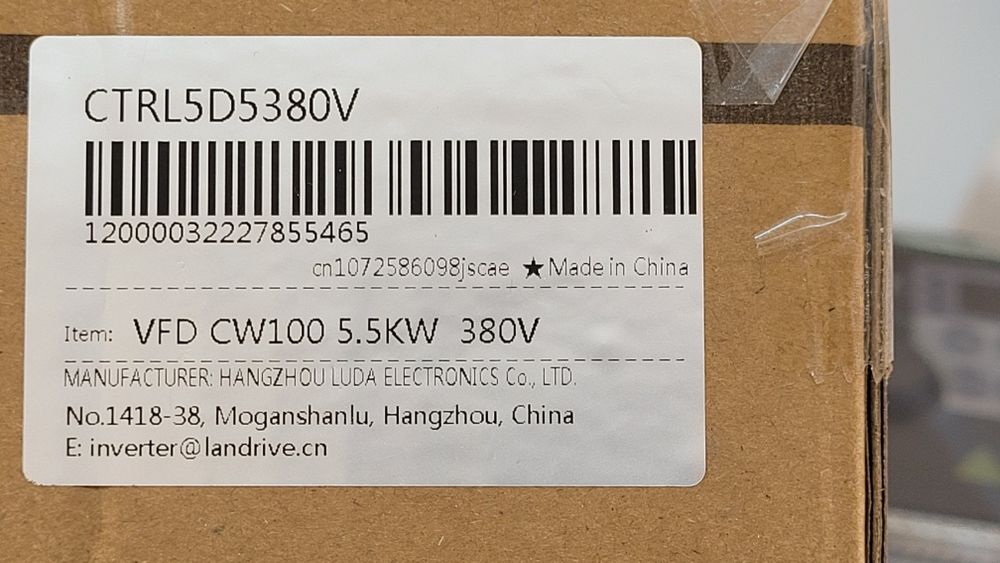 CTRL5D5380V
12000032227855465
cn1072586098jscae ★Made in China
Item: VFD CW100 5.5KW 380V
MANUFACTURER: HANGZHOU LUDA ELECTRONICS Co., LTD.
No.1418-38, Moganshanlu, Hangzhou, China
E: inverter@landrive.cn